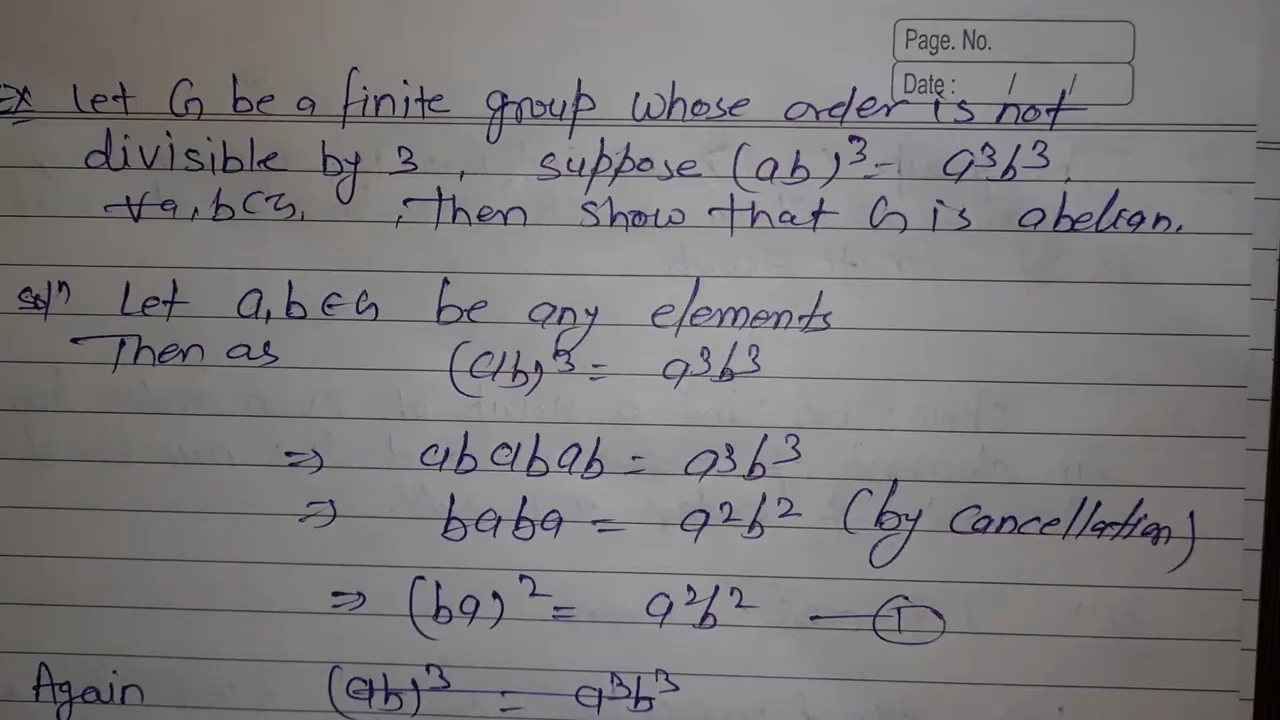 Page. No.
Date : / /
Ex Let G be a finite group whose order is not
divisible by 3, suppose (ab)³ = a³b³,
∀a,b∈G, , Then show that G is abelian.
Solⁿ Let a,b∈G be any elements
Then as (ab)³ = a³b³
⇒ ababab = a³b³
⇒ baba = a²b² (by cancellation)
⇒ (ba)² = a²b² — ①
Again (ab)³ = a³b³